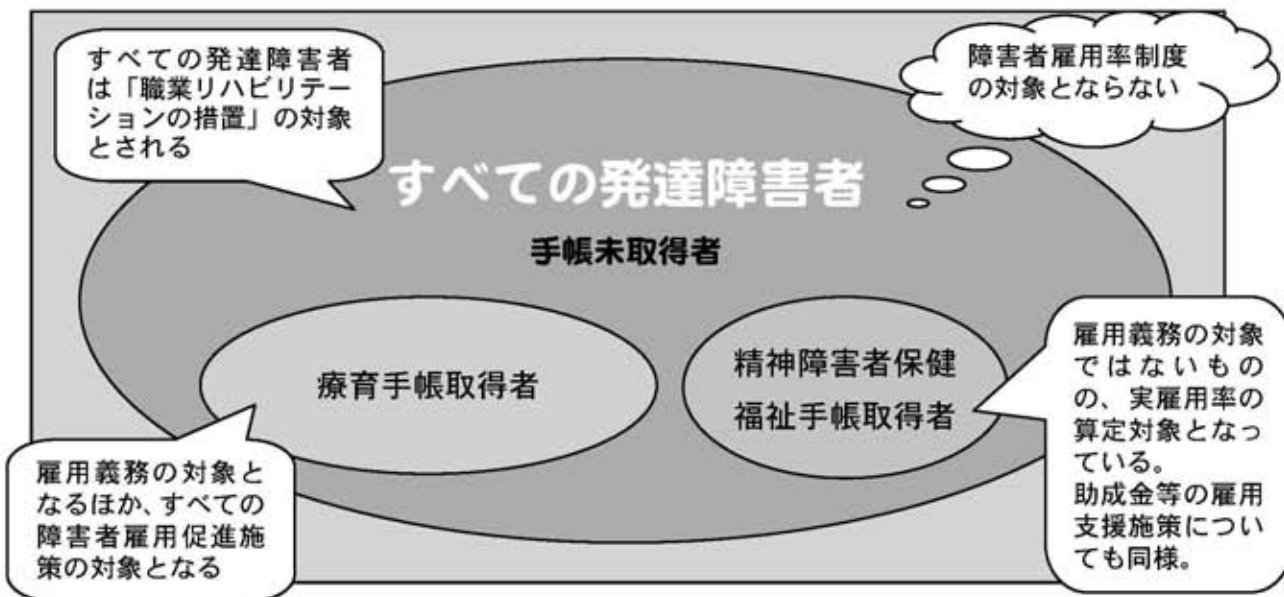 すべての発達障害者
は「職業リハビリテー
ションの措置」の対象
とされる
障害者雇用率制度
の対象とならない
すべての発達障害者
手帳未取得者
療育手帳取得者
精神障害者保健
福祉手帳取得者
雇用義務の対象と
なるほか、すべての
障害者雇用促進施
策の対象となる
雇用義務の対象
ではないもの
の、実雇用率の
算定対象となっ
ている。
助成金等の雇用
支援施策につい
ても同様。